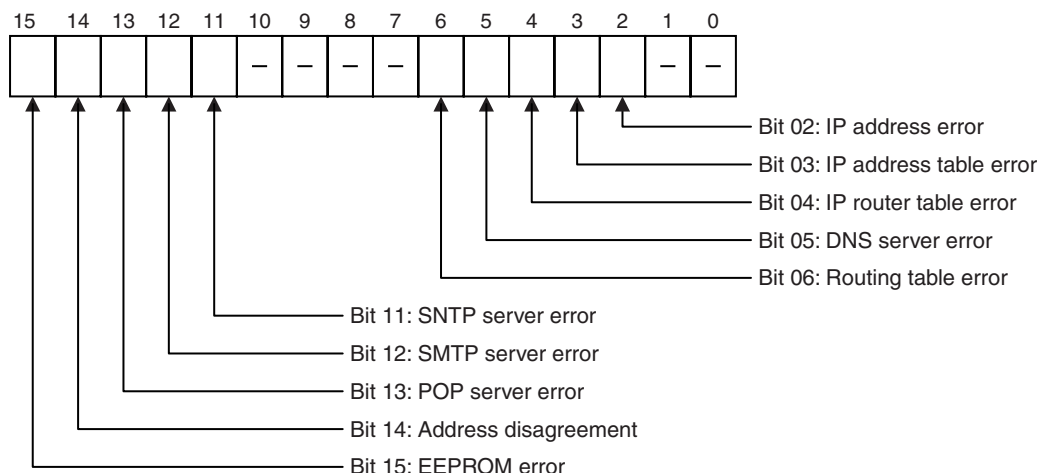 15 14 13 12 11 10 9 8 7 6 5 4 3 2 1 0
– – – – – –
Bit 02: IP address error
Bit 03: IP address table error
Bit 04: IP router table error
Bit 05: DNS server error
Bit 06: Routing table error
Bit 11: SNTP server error
Bit 12: SMTP server error
Bit 13: POP server error
Bit 14: Address disagreement
Bit 15: EEPROM error